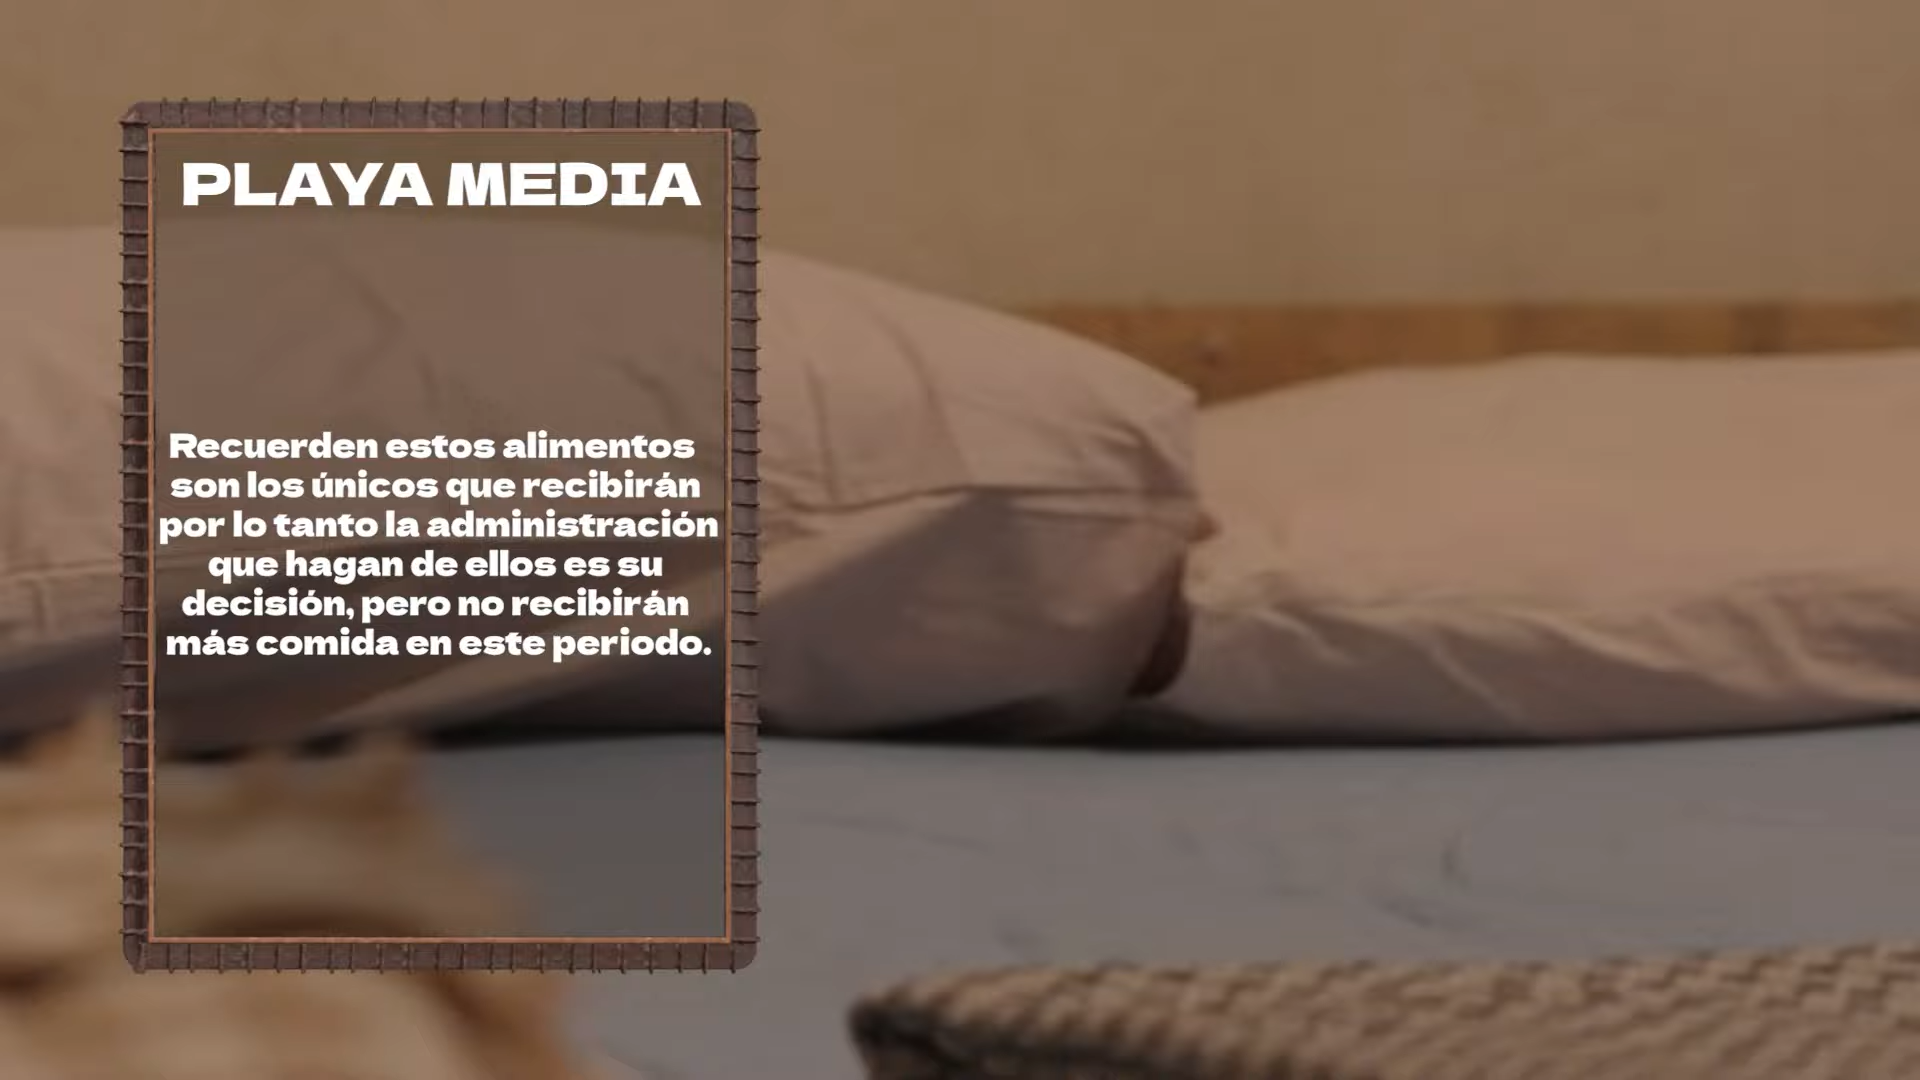 PLAYA MEDIA
Recuerden estos alimentos
son los únicos que recibirán
por lo tanto la administración
que hagan de ellos es su
decisión, pero no recibirán
más comida en este periodo.